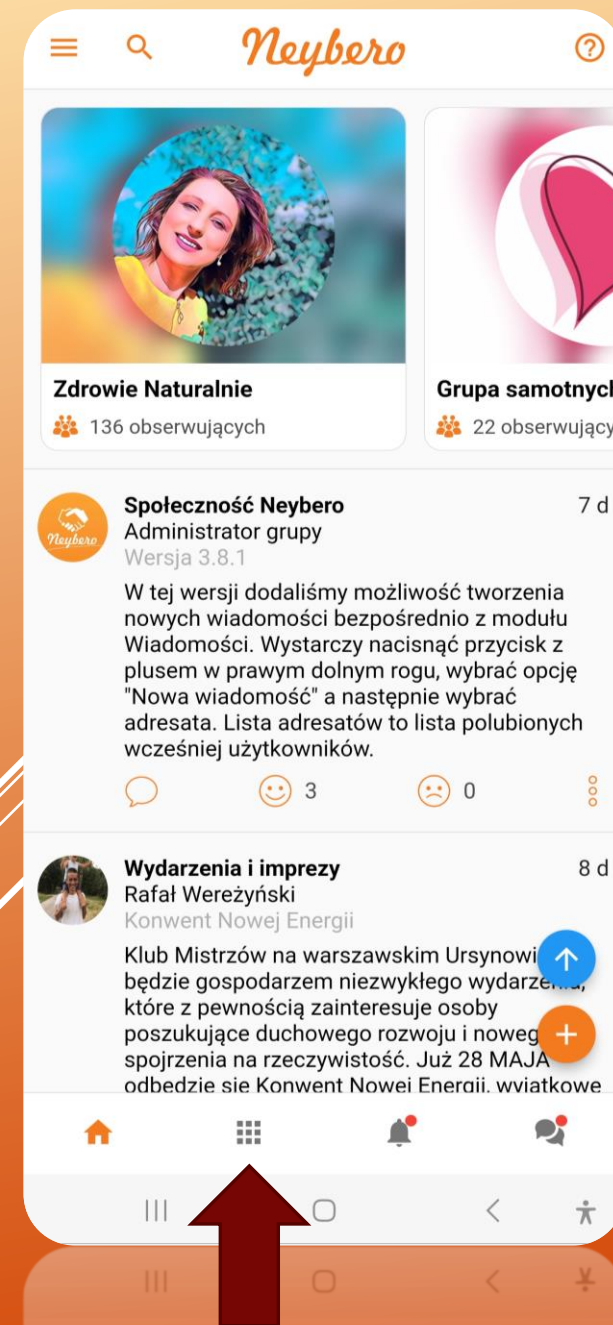 Neybero
Zdrowie Naturalnie
136 obserwujących
Grupa samotnych
22 obserwujący
Neybero
Społeczność Neybero
7 d
Administrator grupy
Wersja 3.8.1
W tej wersji dodaliśmy możliwość tworzenia
nowych wiadomości bezpośrednio z modułu
Wiadomości. Wystarczy nacisnąć przycisk z
plusem w prawym dolnym rogu, wybrać opcję
"Nowa wiadomość" a następnie wybrać
adresata. Lista adresatów to lista polubionych
wcześniej użytkowników.
3
0
Wydarzenia i imprezy
8 d
Rafał Wereżyński
Konwent Nowej Energii
Klub Mistrzów na warszawskim Ursynowi
będzie gospodarzem niezwykłego wydarzenia,
które z pewnością zainteresuje osoby
poszukujące duchowego rozwoju i noweg
spojrzenia na rzeczywistość. Już 28 MAJA
odbędzie się Konwent Nowej Energii, wyjątkowe